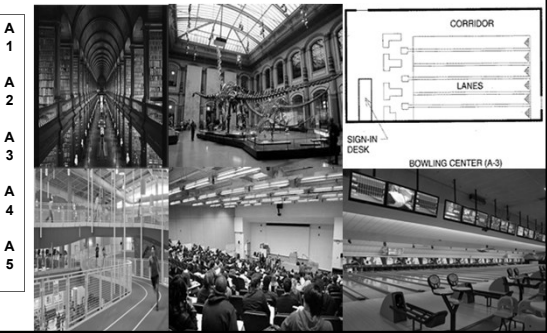 A
1
A
2
A
3
A
4
A
5
CORRIDOR
LANES
SIGN-IN
DESK
BOWLING CENTER (A-3)